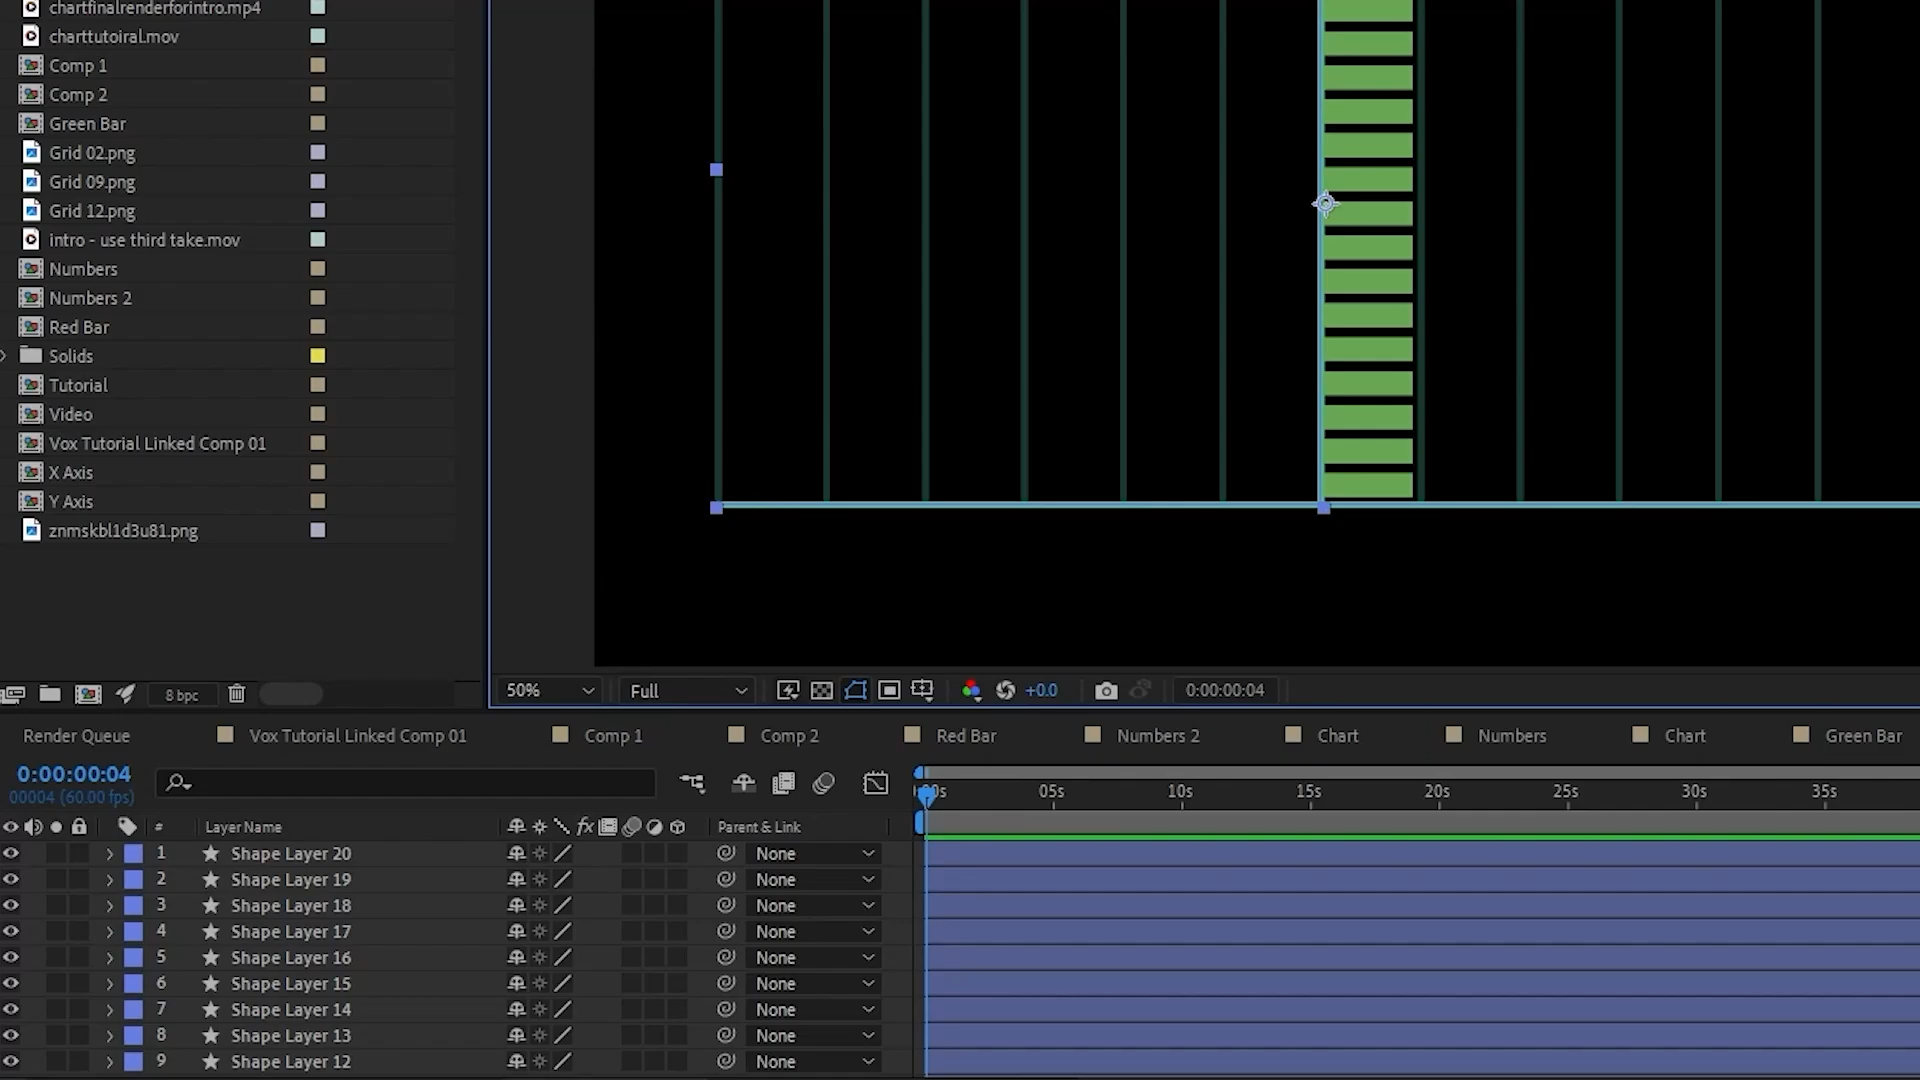 chartfinalrenderforintro.mp4
charttutoiral.mov
Comp 1
Comp 2
Green Bar
Grid 02.png
Grid 09.png
Grid 12.png
intro - use third take.mov
Numbers
Numbers 2
Red Bar
Solids
Tutorial
Video
Vox Tutorial Linked Comp 01
X Axis
Y Axis
znmskbl1d3u81.png
8 bpc
50% Full +0.0 0:00:00:04
Render Queue Vox Tutorial Linked Comp 01 Comp 1 Comp 2 Red Bar Numbers 2 Chart Numbers Chart Green Bar
0:00:00:04
00004 (60.00 fps)
05s 10s 15s 20s 25s 30s 35s
# Layer Name fx Parent & Link
1 Shape Layer 20 None
2 Shape Layer 19 None
3 Shape Layer 18 None
4 Shape Layer 17 None
5 Shape Layer 16 None
6 Shape Layer 15 None
7 Shape Layer 14 None
8 Shape Layer 13 None
9 Shape Layer 12 None